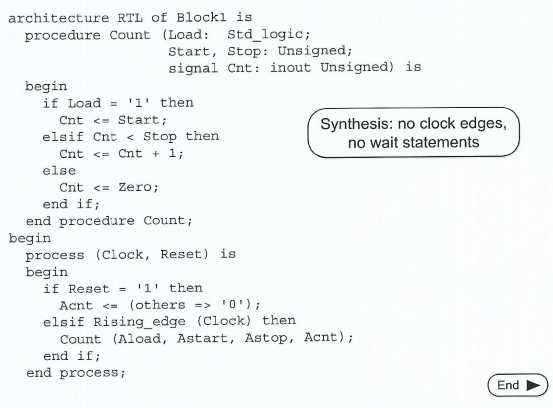 architecture RTL of Block1 is
procedure Count (Load: Std_logic;
Start, Stop: Unsigned;
signal Cnt: inout Unsigned) is
begin
if Load = '1' then
Cnt <= Start;
elsif Cnt < Stop then
Cnt <= Cnt + 1;
else
Cnt <= Zero;
end if;
end procedure Count;
begin
process (Clock, Reset) is
begin
if Reset = '1' then
Acnt <= (others => '0');
elsif Rising_edge (Clock) then
Count (Aload, Astart, Astop, Acnt);
end if;
end process;
Synthesis: no clock edges,
no wait statements
End ▶